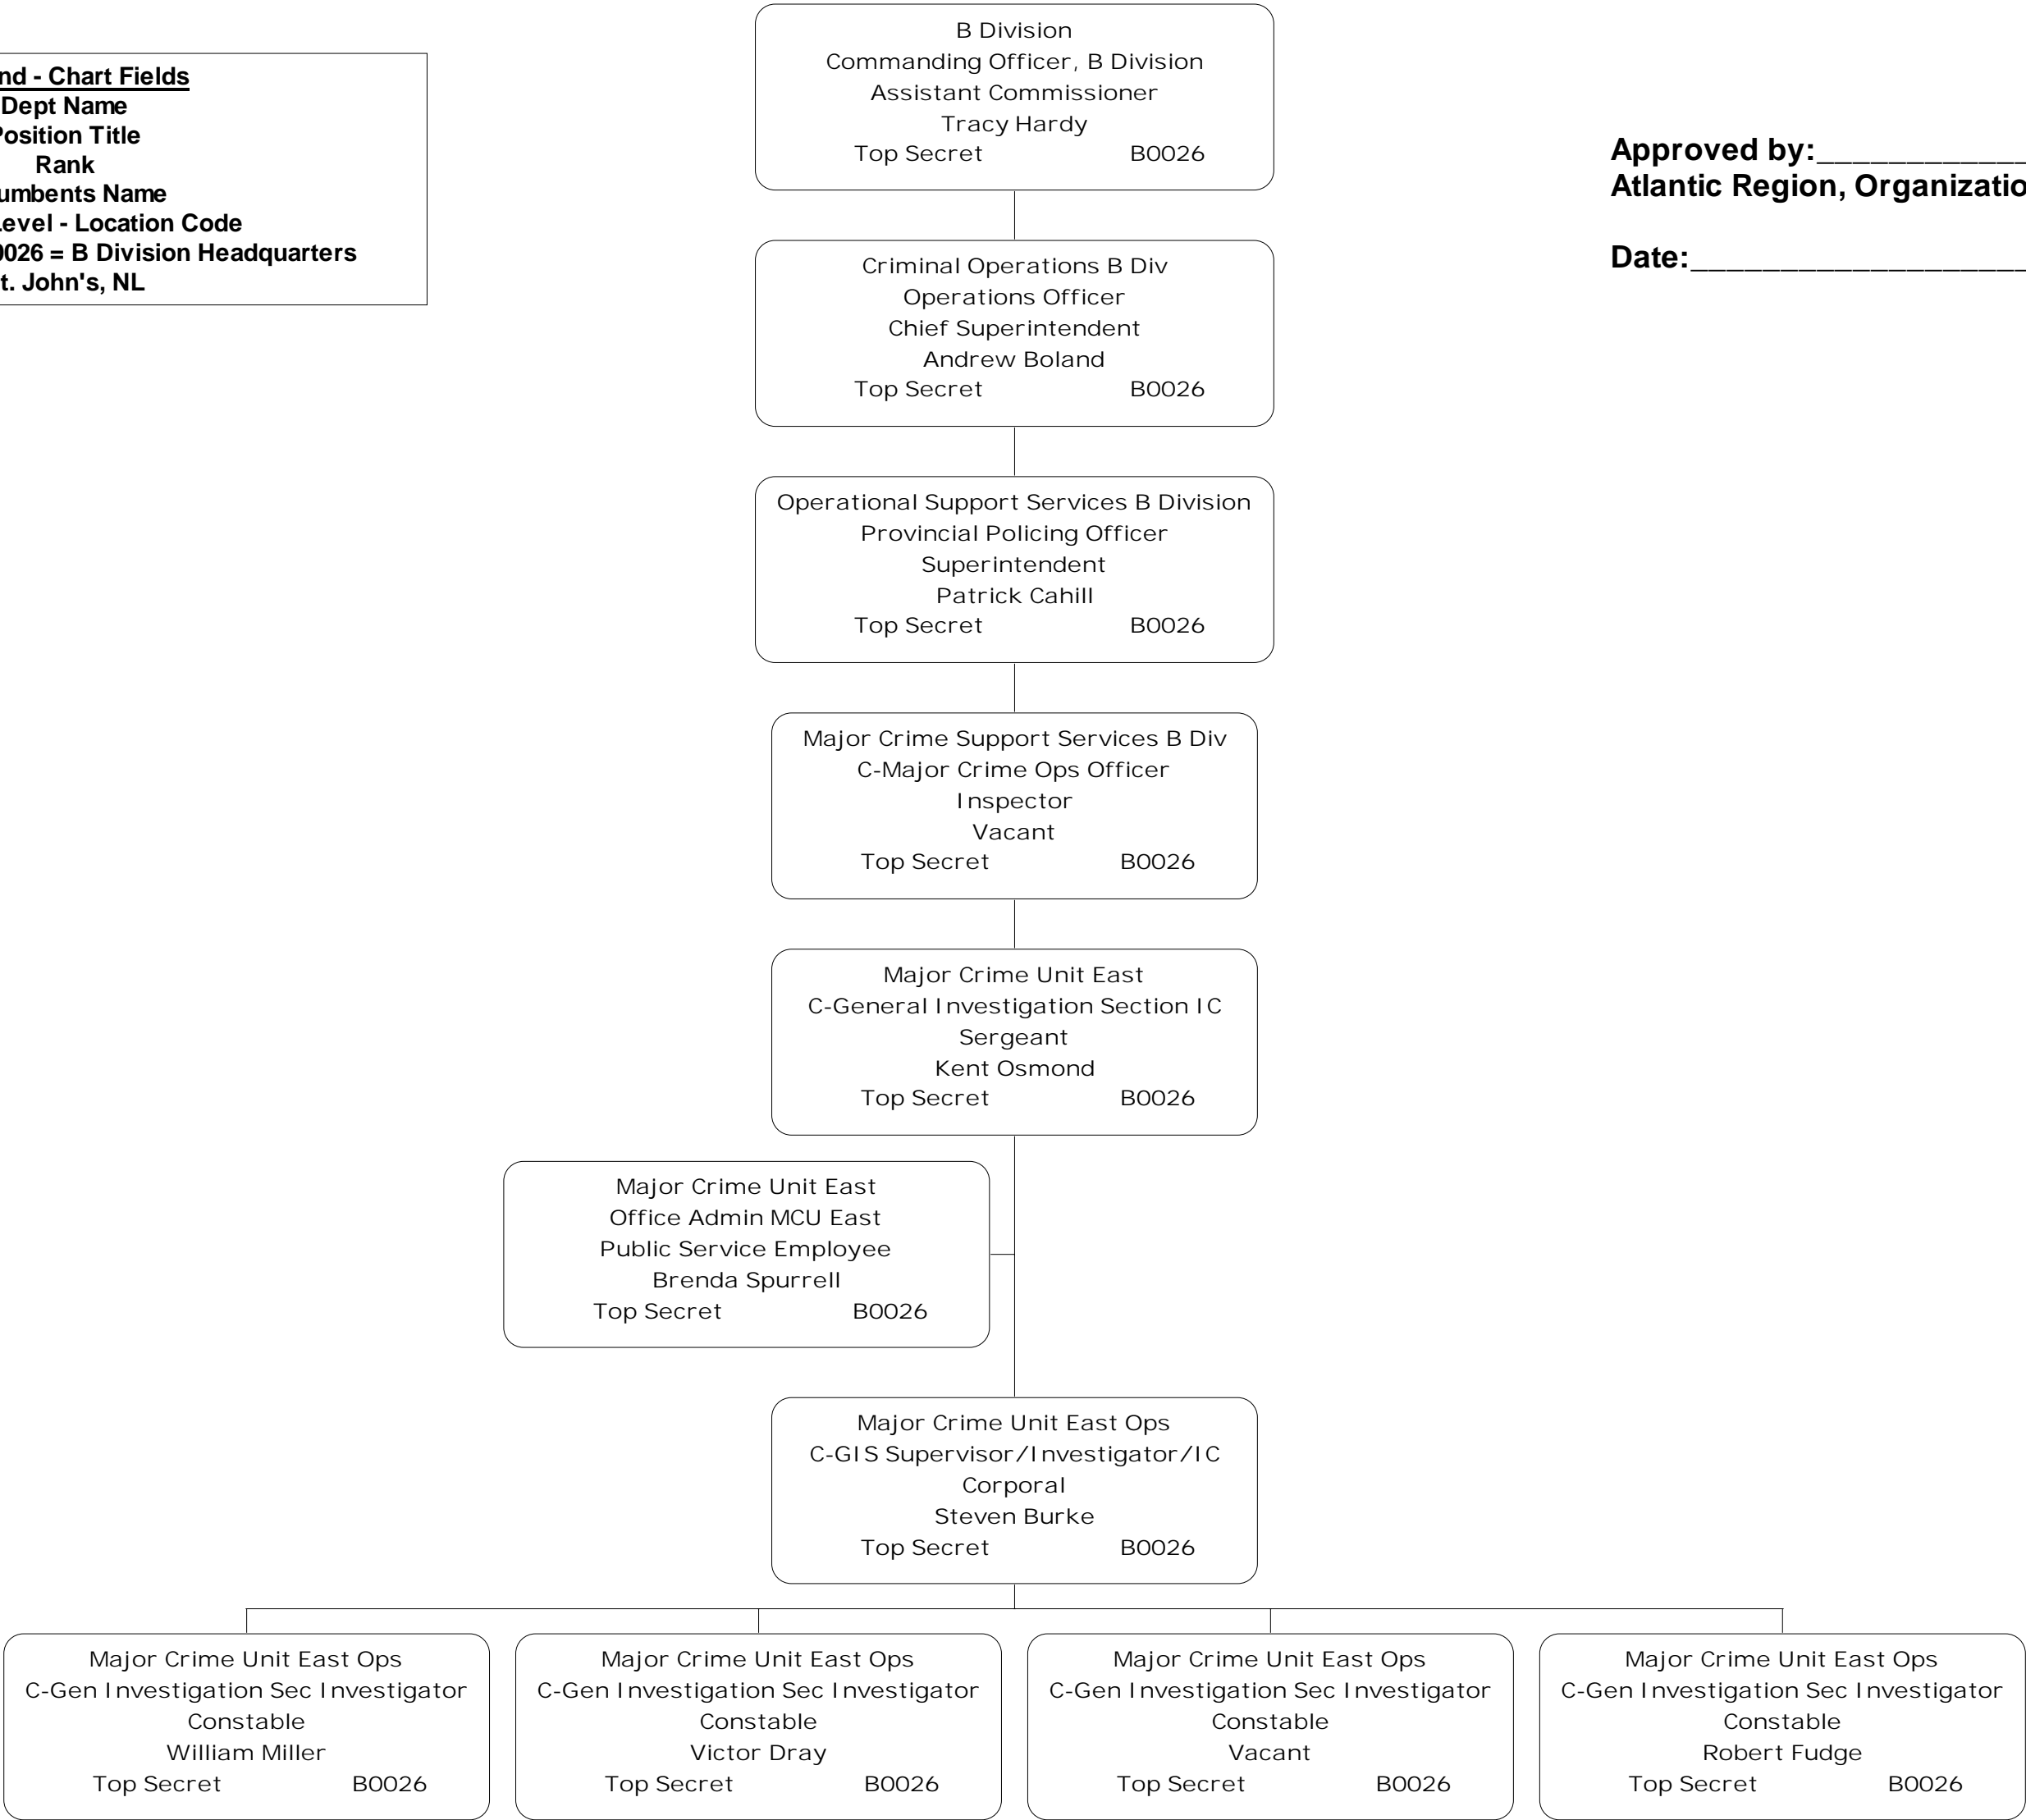 nd - Chart Fields
Dept Name
Position Title
Rank
umbents Name
Level - Location Code
0026 = B Division Headquarters
t. John's, NL
B Division
Commanding Officer, B Division
Assistant Commissioner
Tracy Hardy
Top Secret B0026
Approved by:_____________
Atlantic Region, Organizatio
Date:____________________
Criminal Operations B Div
Operations Officer
Chief Superintendent
Andrew Boland
Top Secret B0026
Operational Support Services B Division
Provincial Policing Officer
Superintendent
Patrick Cahill
Top Secret B0026
Major Crime Support Services B Div
C-Major Crime Ops Officer
Inspector
Vacant
Top Secret B0026
Major Crime Unit East
C-General Investigation Section IC
Sergeant
Kent Osmond
Top Secret B0026
Major Crime Unit East
Office Admin MCU East
Public Service Employee
Brenda Spurrell
Top Secret B0026
Major Crime Unit East Ops
C-GIS Supervisor/Investigator/IC
Corporal
Steven Burke
Top Secret B0026
Major Crime Unit East Ops
C-Gen Investigation Sec Investigator
Constable
William Miller
Top Secret B0026
Major Crime Unit East Ops
C-Gen Investigation Sec Investigator
Constable
Victor Dray
Top Secret B0026
Major Crime Unit East Ops
C-Gen Investigation Sec Investigator
Constable
Vacant
Top Secret B0026
Major Crime Unit East Ops
C-Gen Investigation Sec Investigator
Constable
Robert Fudge
Top Secret B0026